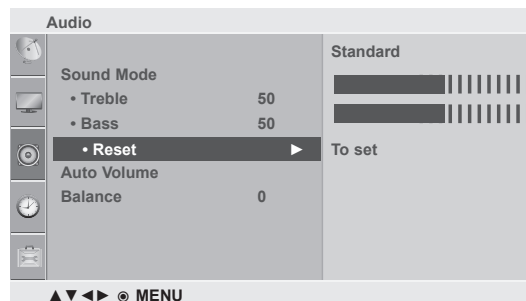 Audio
Standard
Sound Mode
• Treble 50
• Bass 50
• Reset ► To set
Auto Volume
Balance 0
▲▼◄► ◉ MENU